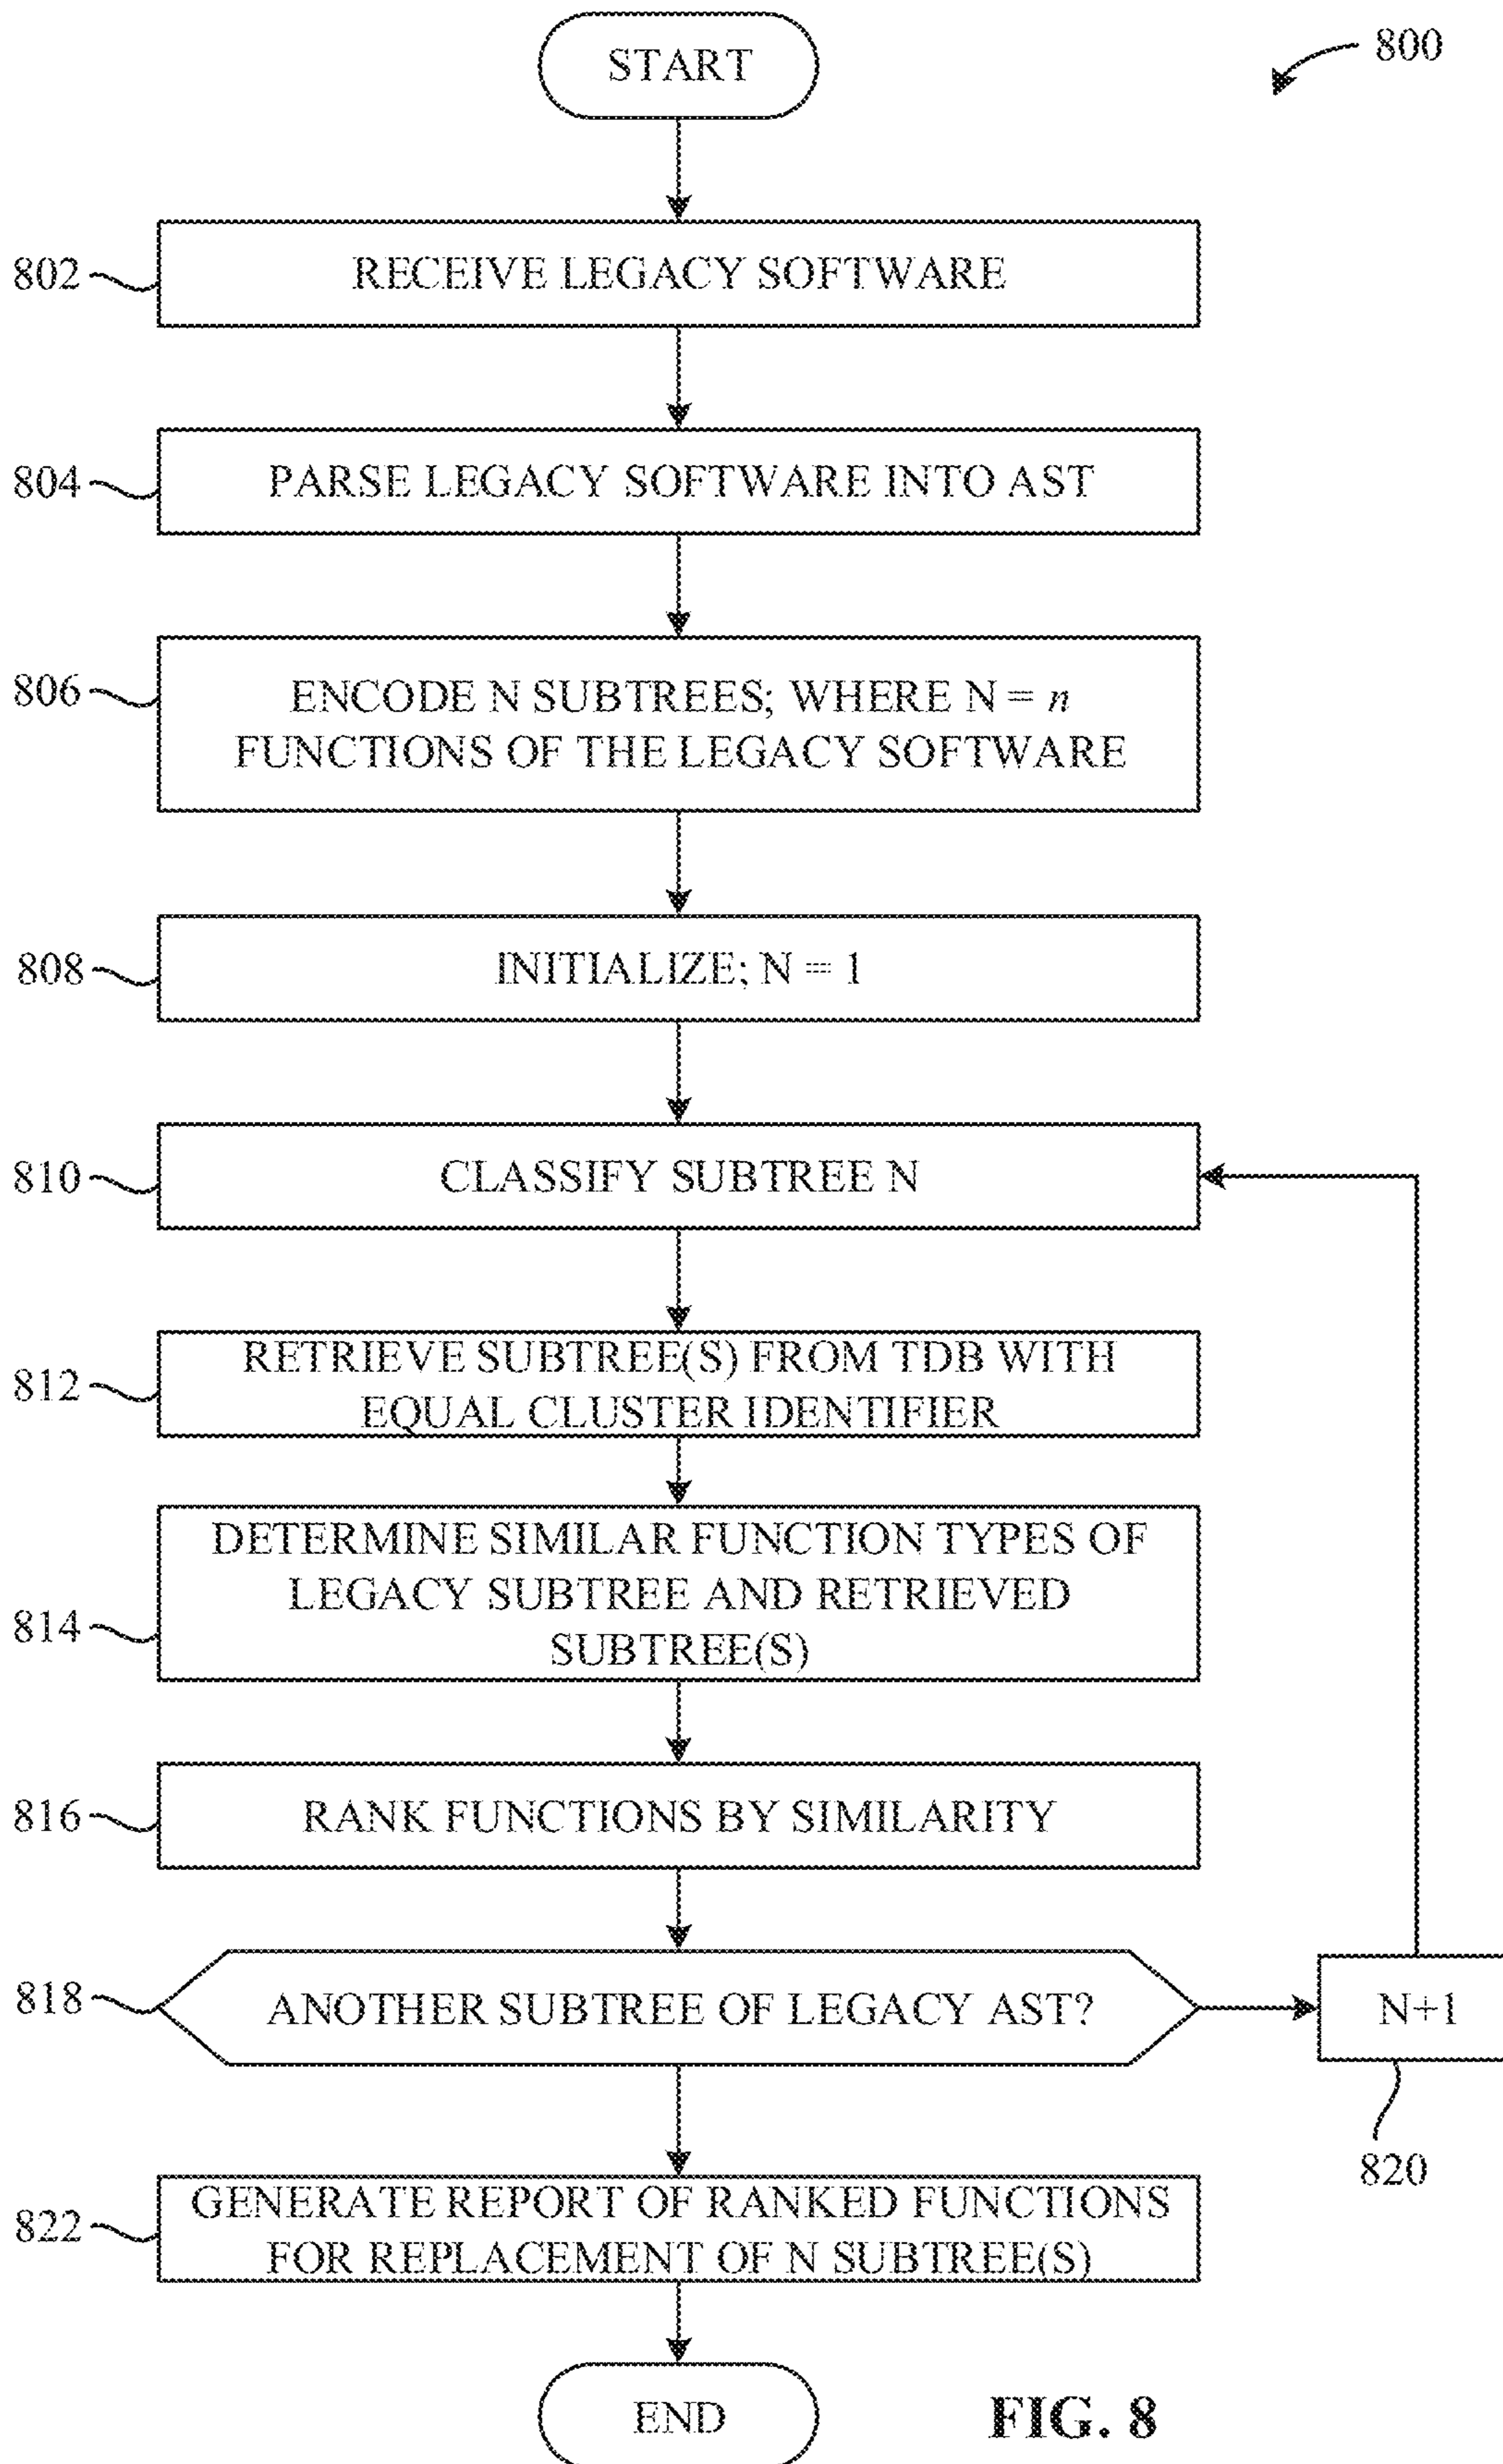 START
800
802
RECEIVE LEGACY SOFTWARE
804
PARSE LEGACY SOFTWARE INTO AST
806
ENCODE N SUBTREES; WHERE N = n
FUNCTIONS OF THE LEGACY SOFTWARE
808
INITIALIZE; N = 1
810
CLASSIFY SUBTREE N
812
RETRIEVE SUBTREE(S) FROM TDB WITH
EQUAL CLUSTER IDENTIFIER
814
DETERMINE SIMILAR FUNCTION TYPES OF
LEGACY SUBTREE AND RETRIEVED
SUBTREE(S)
816
RANK FUNCTIONS BY SIMILARITY
818
ANOTHER SUBTREE OF LEGACY AST?
N+1
820
822
GENERATE REPORT OF RANKED FUNCTIONS
FOR REPLACEMENT OF N SUBTREE(S)
END
FIG. 8